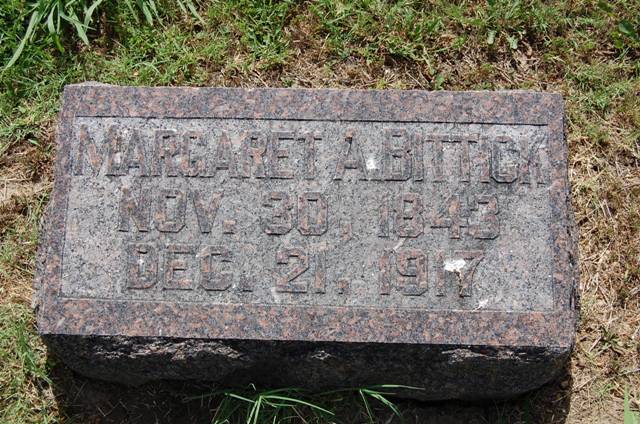 MARGARET A. BITTICK
NOV. 30, 1843
DEC. 21, 1917